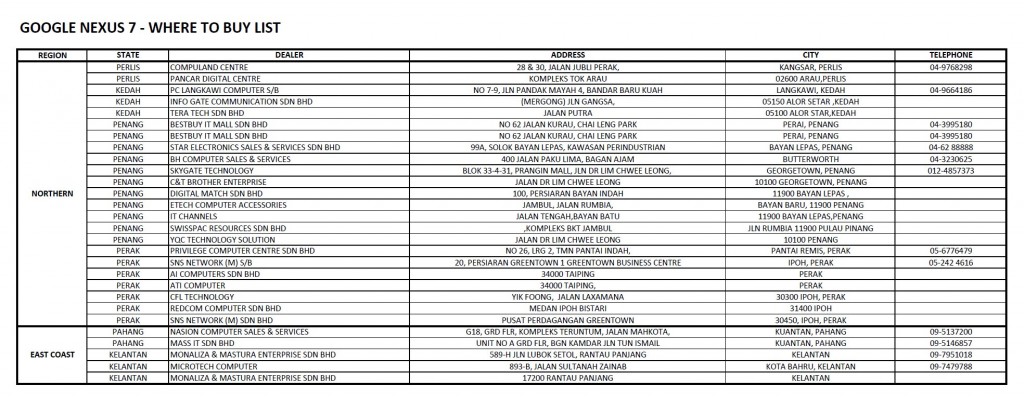 GOOGLE NEXUS 7 - WHERE TO BUY LIST
REGION STATE DEALER ADDRESS CITY TELEPHONE
PERLIS COMPULAND CENTRE 28 & 30, JALAN JUBLI PERAK, KANGSAR, PERLIS 04-9768298
PERLIS PANCAR DIGITAL CENTRE KOMPLEKS TOK ARAU 02600 ARAU,PERLIS
KEDAH PC LANGKAWI COMPUTER S/B NO 7-9, JLN PANDAK MAYAH 4, BANDAR BARU KUAH LANGKAWI, KEDAH 04-9664186
KEDAH INFO GATE COMMUNICATION SDN BHD (MERGONG) JLN GANGSA, 05150 ALOR SETAR ,KEDAH
KEDAH TERA TECH SDN BHD JALAN PUTRA 05100 ALOR STAR,KEDAH
PENANG BESTBUY IT MALL SDN BHD NO 62 JALAN KURAU, CHAI LENG PARK PERAI, PENANG 04-3995180
PENANG BESTBUY IT MALL SDN BHD NO 62 JALAN KURAU, CHAI LENG PARK PERAI, PENANG 04-3995180
PENANG STAR ELECTRONICS SALES & SERVICES SDN BHD 99A, SOLOK BAYAN LEPAS, KAWASAN PERINDUSTRIAN BAYAN LEPAS, PENANG 04-62 88888
PENANG BH COMPUTER SALES & SERVICES 400 JALAN PAKU LIMA, BAGAN AJAM BUTTERWORTH 04-3230625
PENANG SKYGATE TECHNOLOGY BLOK 33-4-31, PRANGIN MALL, JLN DR LIM CHWEE LEONG, GEORGETOWN, PENANG 012-4857373
PENANG C&T BROTHER ENTERPRISE JALAN DR LIM CHWEE LEONG 10100 GEORGETOWN, PENANG
NORTHERN PENANG DIGITAL MATCH SDN BHD 100, PERSIARAN BAYAN INDAH 11900 BAYAN LEPAS ,
PENANG ETECH COMPUTER ACCESSORIES JAMBUL, JALAN RUMBIA, BAYAN BARU, 11900 PENANG
PENANG IT CHANNELS JALAN TENGAH,BAYAN BATU 11900 BAYAN LEPAS,PENANG
PENANG SWISSPAC RESOURCES SDN BHD ,KOMPLEKS BKT JAMBUL JLN RUMBIA 11900 PULAU PINANG
PENANG YQC TECHNOLOGY SOLUTION JALAN DR LIM CHWEE LEONG 10100 PENANG
PERAK PRIVILEGE COMPUTER CENTRE SDN BHD NO 26, LRG 2, TMN PANTAI INDAH, PANTAI REMIS, PERAK 05-6776479
PERAK SNS NETWORK (M) S/B 20, PERSIARAN GREENTOWN 1 GREENTOWN BUSINESS CENTRE IPOH, PERAK 05-242 4616
PERAK AI COMPUTERS SDN BHD 34000 TAIPING PERAK
PERAK ATI COMPUTER 34000 TAIPING, PERAK
PERAK CFL TECHNOLOGY YIK FOONG, JALAN LAXAMANA 30300 IPOH, PERAK
PERAK REDCOM COMPUTER SDN BHD MEDAN IPOH BISTARI 31400 IPOH
PERAK SNS NETWORK (M) SDN BHD PUSAT PERDAGANGAN GREENTOWN 30450, IPOH, PERAK
PAHANG NASION COMPUTER SALES & SERVICES G18, GRD FLR, KOMPLEKS TERUNTUM, JALAN MAHKOTA, KUANTAN, PAHANG 09-5137200
PAHANG MASS IT SDN BHD UNIT NO A GRD FLR, BGN KAMDAR JLN TUN ISMAIL KUANTAN, PAHANG 09-5146857
EAST COAST KELANTAN MONALIZA & MASTURA ENTERPRISE SDN BHD 589-H JLN LUBOK SETOL, RANTAU PANJANG KELANTAN 09-7951018
KELANTAN MICROTECH COMPUTER 893-B, JALAN SULTANAH ZAINAB KOTA BAHRU, KELANTAN 09-7479788
KELANTAN MONALIZA & MASTURA ENTERPRISE SDN BHD 17200 RANTAU PANJANG KELANTAN